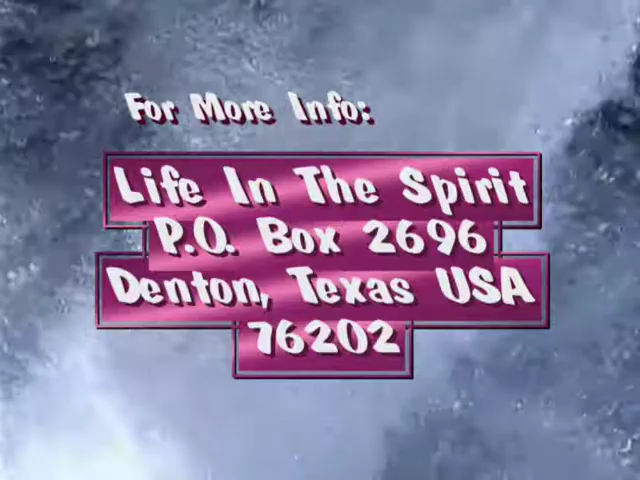 For More Info:
Life In The Spirit
P.O. Box 2696
Denton, Texas USA
76202